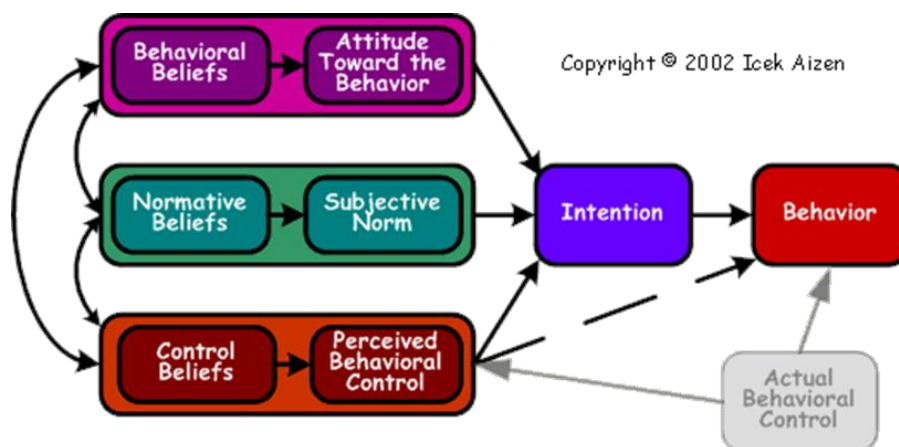 Behavioral
Beliefs
Attitude
Toward the
Behavior
Copyright © 2002 Icek Aizen
Normative
Beliefs
Subjective
Norm
Intention
Behavior
Control
Beliefs
Perceived
Behavioral
Control
Actual
Behavioral
Control